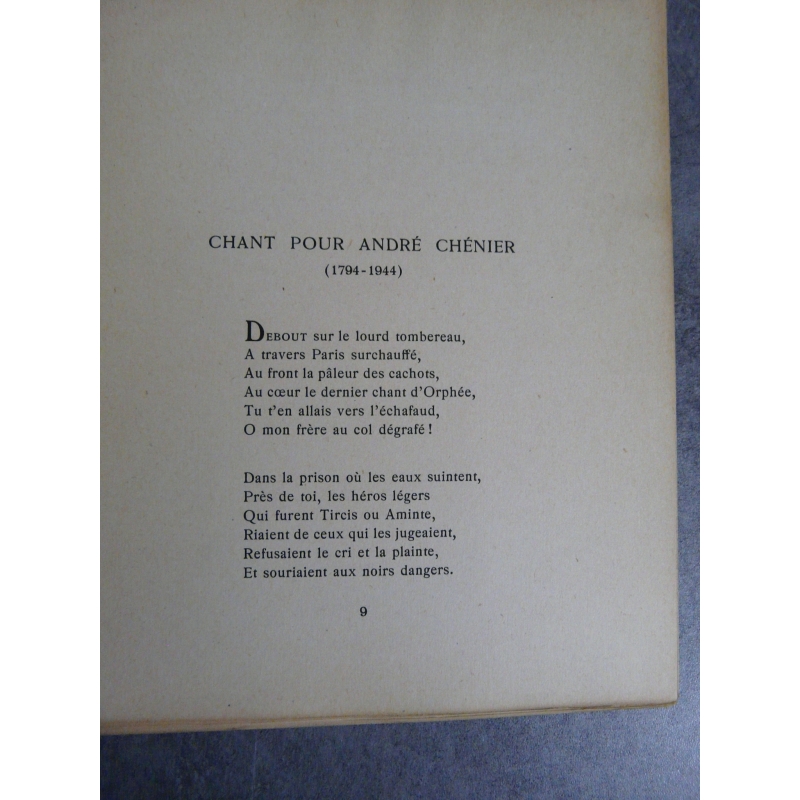 CHANT POUR ANDRÉ CHÉNIER
(1794-1944)
DEBOUT sur le lourd tombereau,
A travers Paris surchauffé,
Au front la pâleur des cachots,
Au cœur le dernier chant d'Orphée,
Tu t'en allais vers l'échafaud,
O mon frère au col dégrafé !
Dans la prison où les eaux suintent,
Près de toi, les héros légers
Qui furent Tircis ou Aminte,
Riaient de ceux qui les jugeaient,
Refusaient le cri et la plainte,
Et souriaient aux noirs dangers.
9